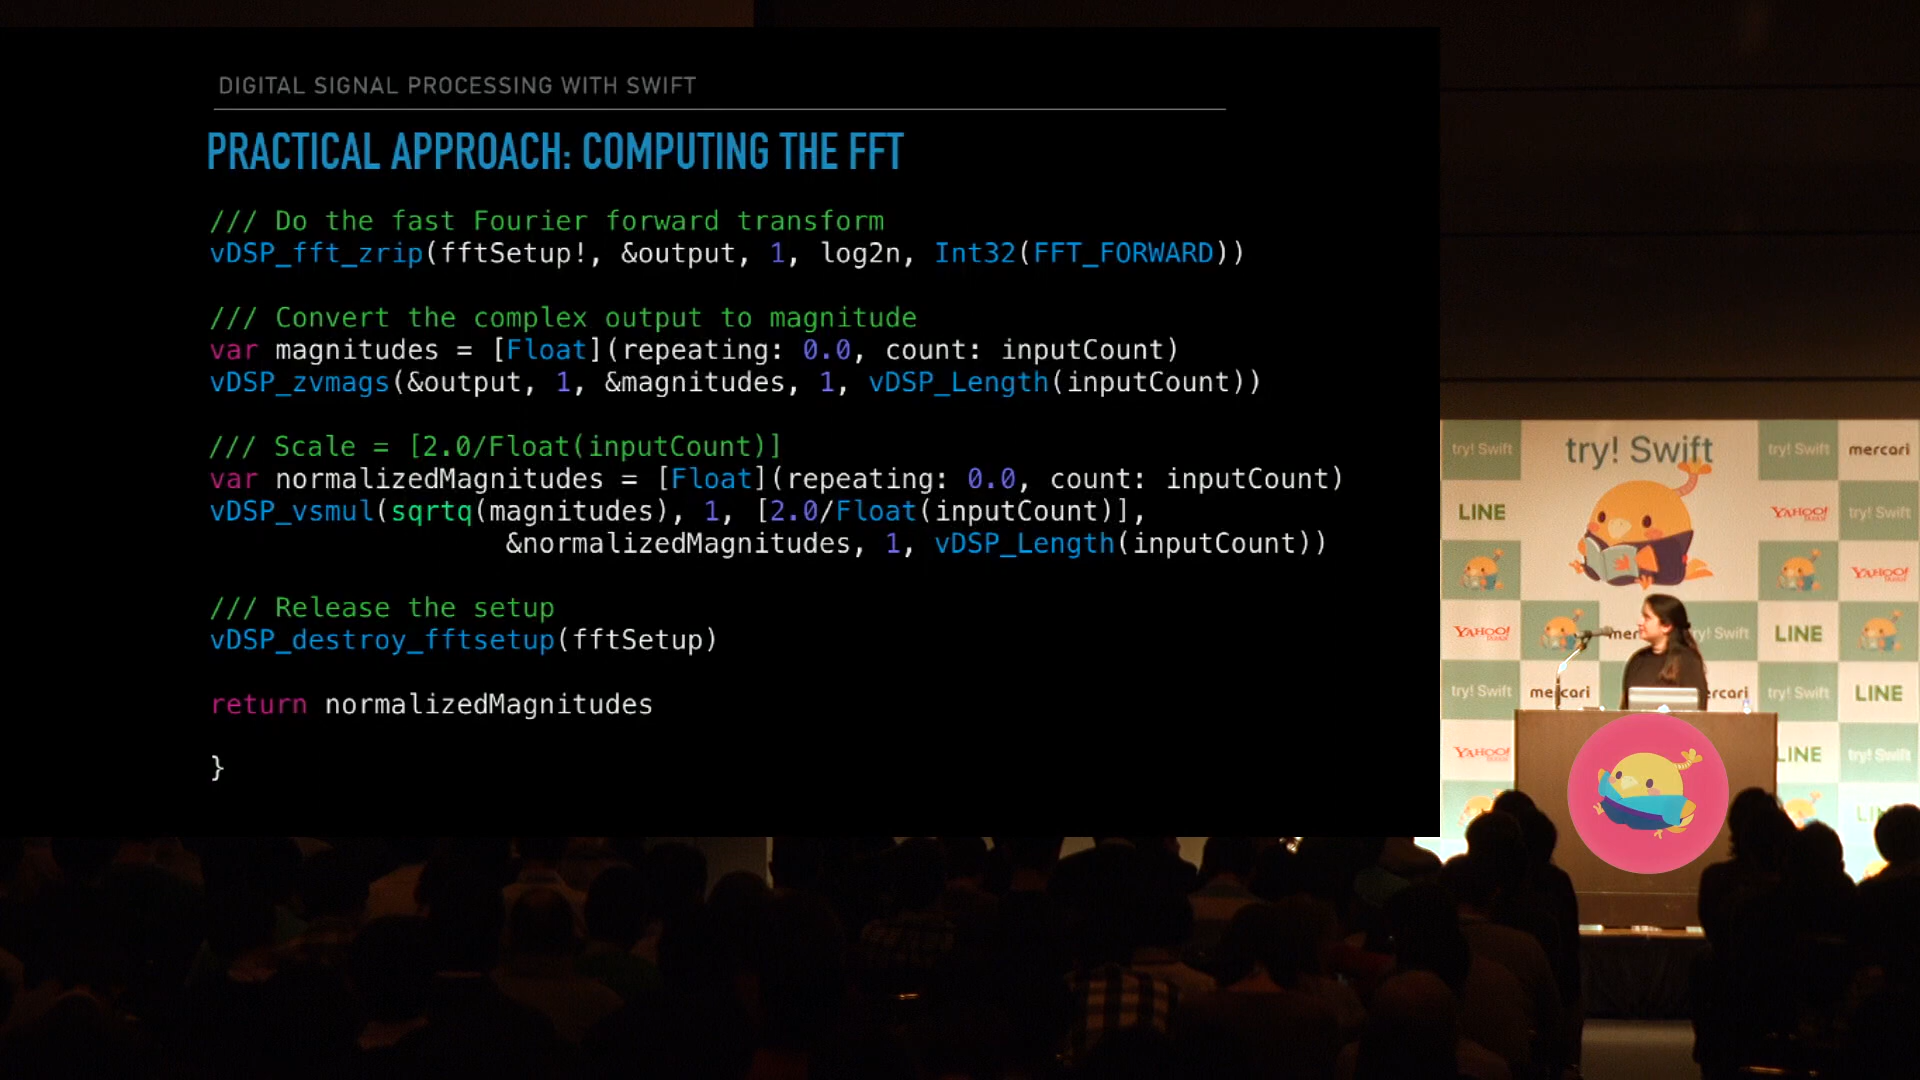 DIGITAL SIGNAL PROCESSING WITH SWIFT
PRACTICAL APPROACH: COMPUTING THE FFT
/// Do the fast Fourier forward transform
vDSP_fft_zrip(fftSetup!, &output, 1, log2n, Int32(FFT_FORWARD))
/// Convert the complex output to magnitude
var magnitudes = [Float](repeating: 0.0, count: inputCount)
vDSP_zvmags(&output, 1, &magnitudes, 1, vDSP_Length(inputCount))
/// Scale = [2.0/Float(inputCount)]
var normalizedMagnitudes = [Float](repeating: 0.0, count: inputCount)
vDSP_vsmul(sqrtq(magnitudes), 1, [2.0/Float(inputCount)],
&normalizedMagnitudes, 1, vDSP_Length(inputCount))
/// Release the setup
vDSP_destroy_fftsetup(fftSetup)
return normalizedMagnitudes
}
try! Swift try! Swift try! Swift mercari
LINE YAHOO! try! Swift
YAHOO!
YAHOO! mer ry! Swift LINE
try! Swift mercari ercari try! Swift LINE
YAHOO! LINE try! Swift
LI